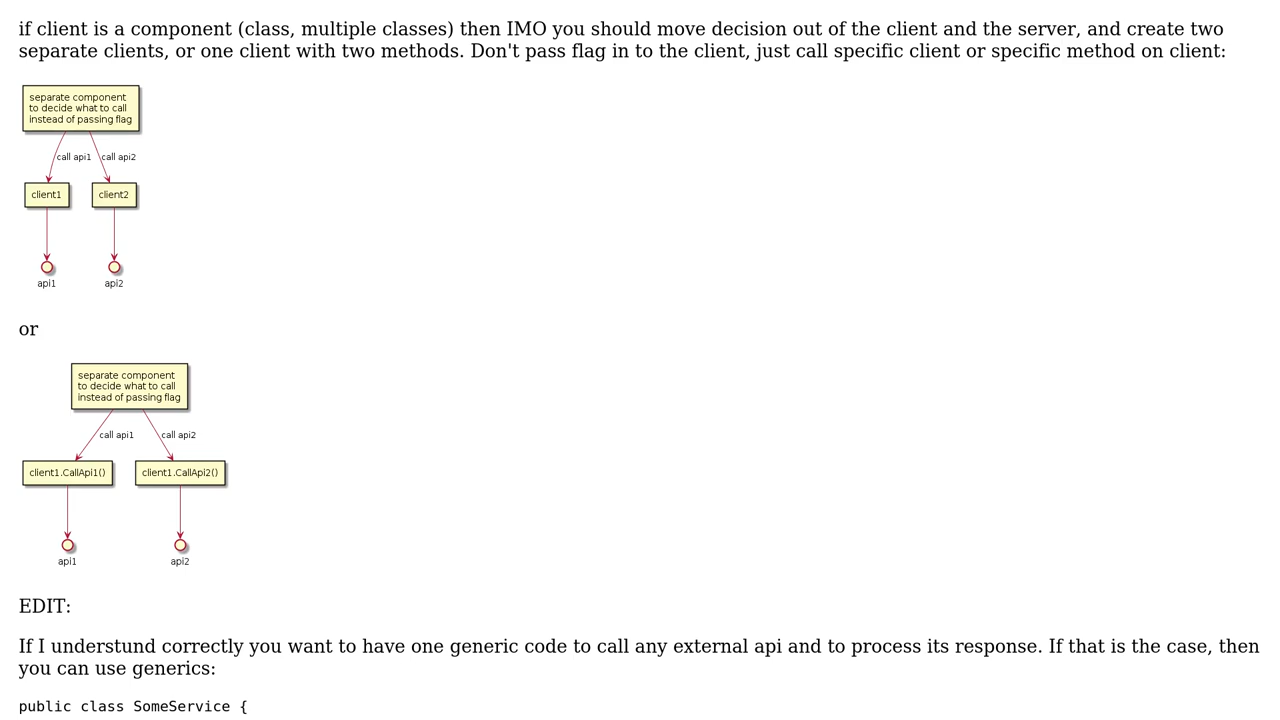 if client is a component (class, multiple classes) then IMO you should move decision out of the client and the server, and create two
separate clients, or one client with two methods. Don't pass flag in to the client, just call specific client or specific method on client:
separate component
to decide what to call
instead of passing flag
call api1 call api2
client1 client2
api1 api2
or
separate component
to decide what to call
instead of passing flag
call api1 call api2
client1.CallApi1() client1.CallApi2()
api1 api2
EDIT:
If I understund correctly you want to have one generic code to call any external api and to process its response. If that is the case, then
you can use generics:
public class SomeService {